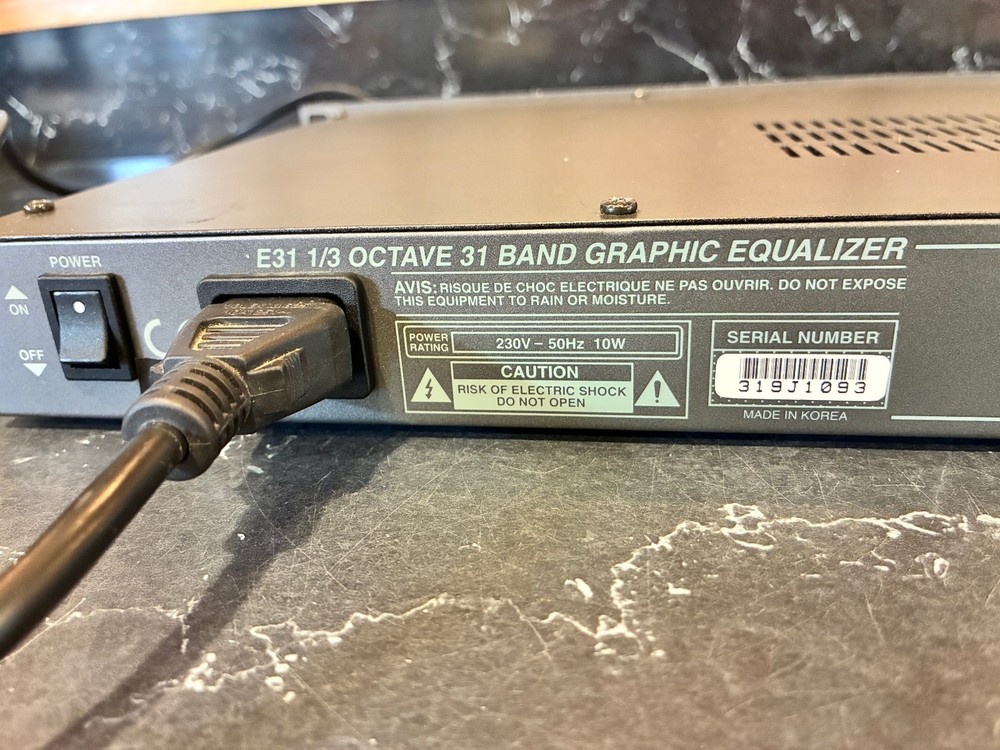 POWER
ON
OFF
E31 1/3 OCTAVE 31 BAND GRAPHIC EQUALIZER
AVIS: RISQUE DE CHOC ELECTRIQUE NE PAS OUVRIR. DO NOT EXPOSE
THIS EQUIPMENT TO RAIN OR MOISTURE.
POWER
RATING
230V – 50Hz 10W
CAUTION
RISK OF ELECTRIC SHOCK
DO NOT OPEN
SERIAL NUMBER
319J1093
MADE IN KOREA